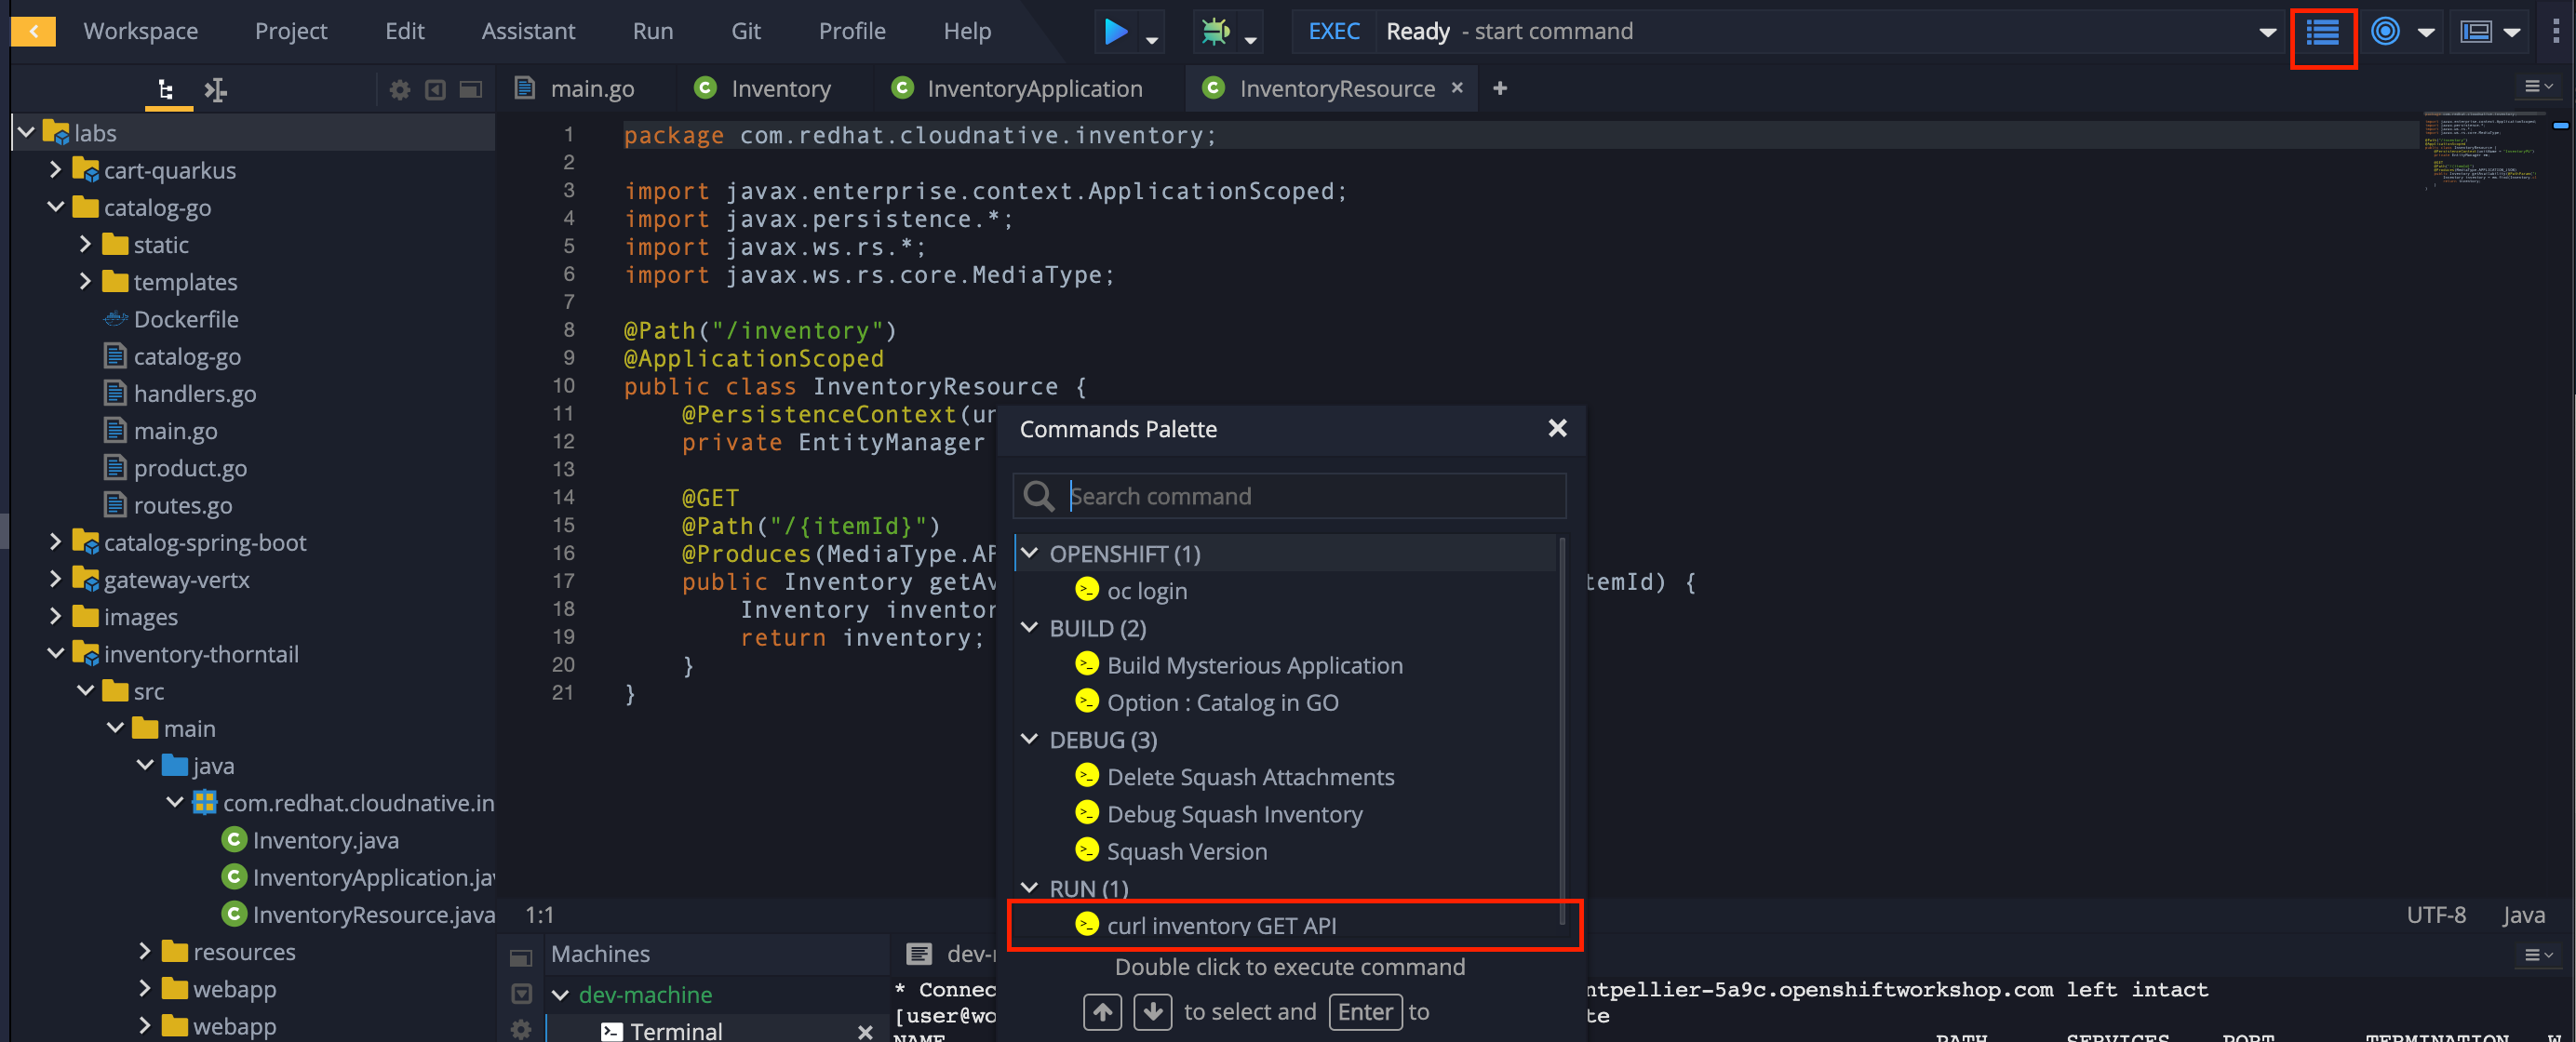 Workspace Project Edit Assistant Run Git Profile Help EXEC Ready - start command
main.go Inventory InventoryApplication InventoryResource × +
labs
cart-quarkus
catalog-go
static
templates
Dockerfile
catalog-go
handlers.go
main.go
product.go
routes.go
catalog-spring-boot
gateway-vertx
images
inventory-thorntail
src
main
java
com.redhat.cloudnative.in
Inventory.java
InventoryApplication.ja
InventoryResource.java
resources
webapp
webapp
1 package com.redhat.cloudnative.inventory;
2
3 import javax.enterprise.context.ApplicationScoped;
4 import javax.persistence.*;
5 import javax.ws.rs.*;
6 import javax.ws.rs.core.MediaType;
7
8 @Path("/inventory")
9 @ApplicationScoped
10 public class InventoryResource {
11 @PersistenceContext(un
12 private EntityManager
13
14 @GET
15 @Path("/{itemId}")
16 @Produces(MediaType.AP
17 public Inventory getAv temId) {
18 Inventory inventor
19 return inventory;
20 }
21 }
Commands Palette
Search command
OPENSHIFT (1)
oc login
BUILD (2)
Build Mysterious Application
Option : Catalog in GO
DEBUG (3)
Delete Squash Attachments
Debug Squash Inventory
Squash Version
RUN (1)
curl inventory GET API
Double click to execute command
to select and Enter to
1:1 UTF-8 Java
Machines
dev-machine
Terminal
dev-
* Connec ntpellier-5a9c.openshiftworkshop.com left intact
[user@wo te
NAME PATH SERVICES PORT TERMINATION W